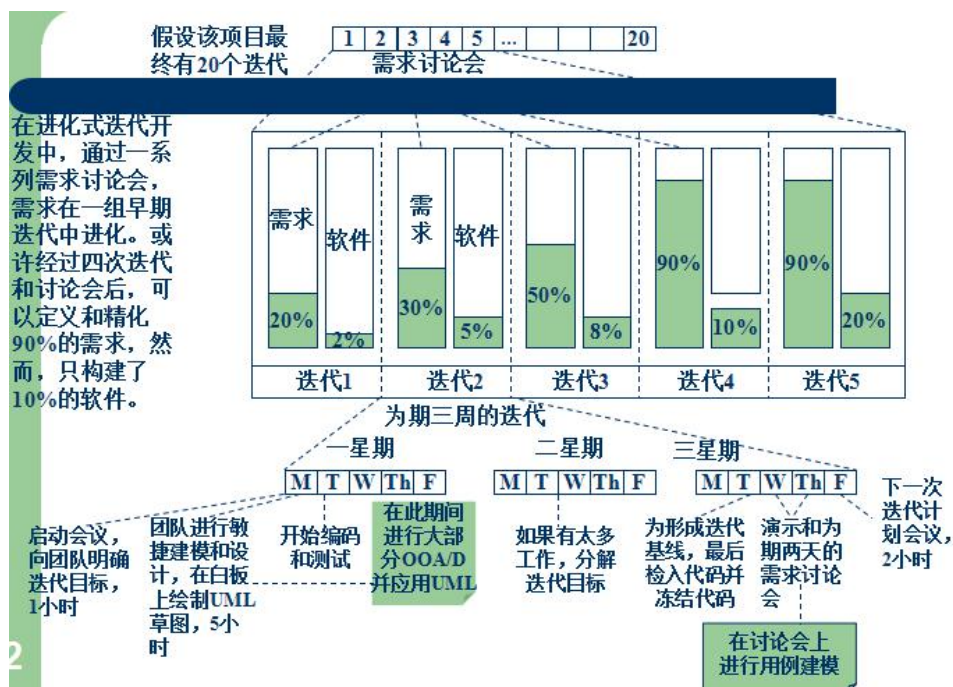 假设该项目最
终有20个迭代
1 2 3 4 5 ... 20
需求讨论会
在进化式迭代开
发中，通过一系
列需求讨论会，
需求在一组早期
迭代中进化。或
许经过四次迭代
和讨论会后，可
以定义和精化
90%的需求，然
而，只构建了
10%的软件。
需求
软件
需
求
软件
20%
2%
30%
5%
50%
8%
90%
10%
90%
20%
迭代1 迭代2 迭代3 迭代4 迭代5
为期三周的迭代
一星期 二星期 三星期
M T W Th F
M T W Th F
M T W Th F
启动会议，
向团队明确
迭代目标，
1小时
团队进行敏
捷建模和设
计，在白板
上绘制UML
草图，5小
时
开始编码
和测试
在此期间
进行大部
分OOA/D
并应用UML
如果有太多
工作，分解
迭代目标
为形成迭代
基线，最后
检入代码并
冻结代码
演示和为
期两天的
需求讨论
会
下一次
迭代计
划会议，
2小时
在讨论会上
进行用例建模
2